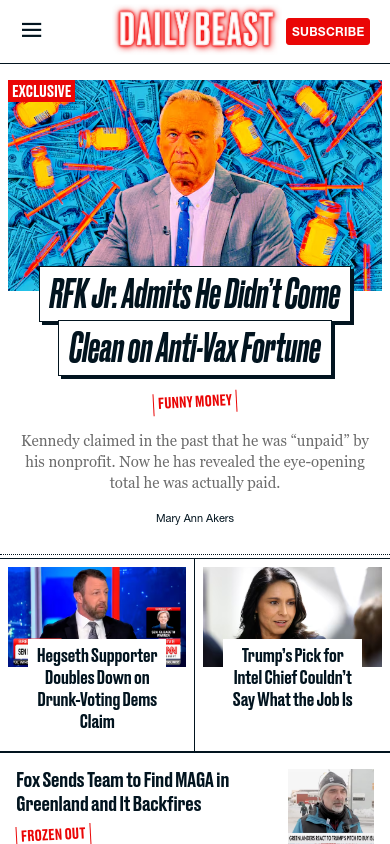 DAILY BEAST
SUBSCRIBE
EXCLUSIVE
RFK Jr. Admits He Didn't Come
Clean on Anti-Vax Fortune
FUNNY MONEY
Kennedy claimed in the past that he was “unpaid” by
his nonprofit. Now he has revealed the eye-opening
total he was actually paid.
Mary Ann Akers
Hegseth Supporter
Doubles Down on
Drunk-Voting Dems
Claim
Trump’s Pick for
Intel Chief Couldn’t
Say What the Job Is
Fox Sends Team to Find MAGA in
Greenland and It Backfires
FROZEN OUT